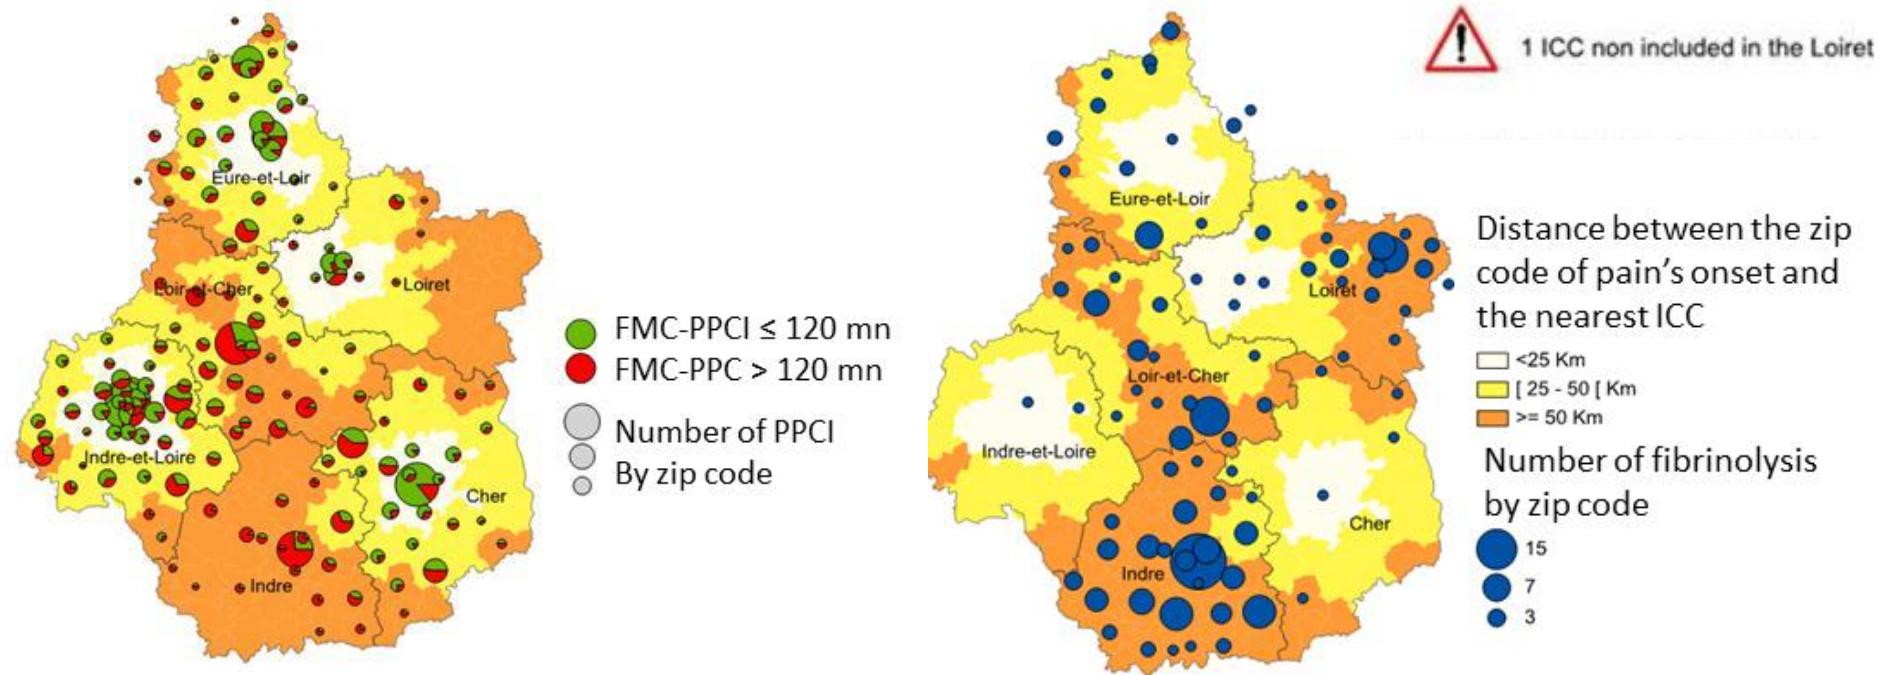 Eure-et-Loir
Loir-et-Cher
Loiret
Indre-et-Loire
Cher
Indre
FMC-PPCI ≤ 120 mn
FMC-PPC > 120 mn
Number of PPCI
By zip code
Eure-et-Loir
Loiret
Loir-et-Cher
Indre-et-Loire
Cher
Indre
! 1 ICC non included in the Loiret
Distance between the zip
code of pain's onset and
the nearest ICC
<25 Km
[ 25 - 50 [ Km
>= 50 Km
Number of fibrinolysis
by zip code
15
7
3